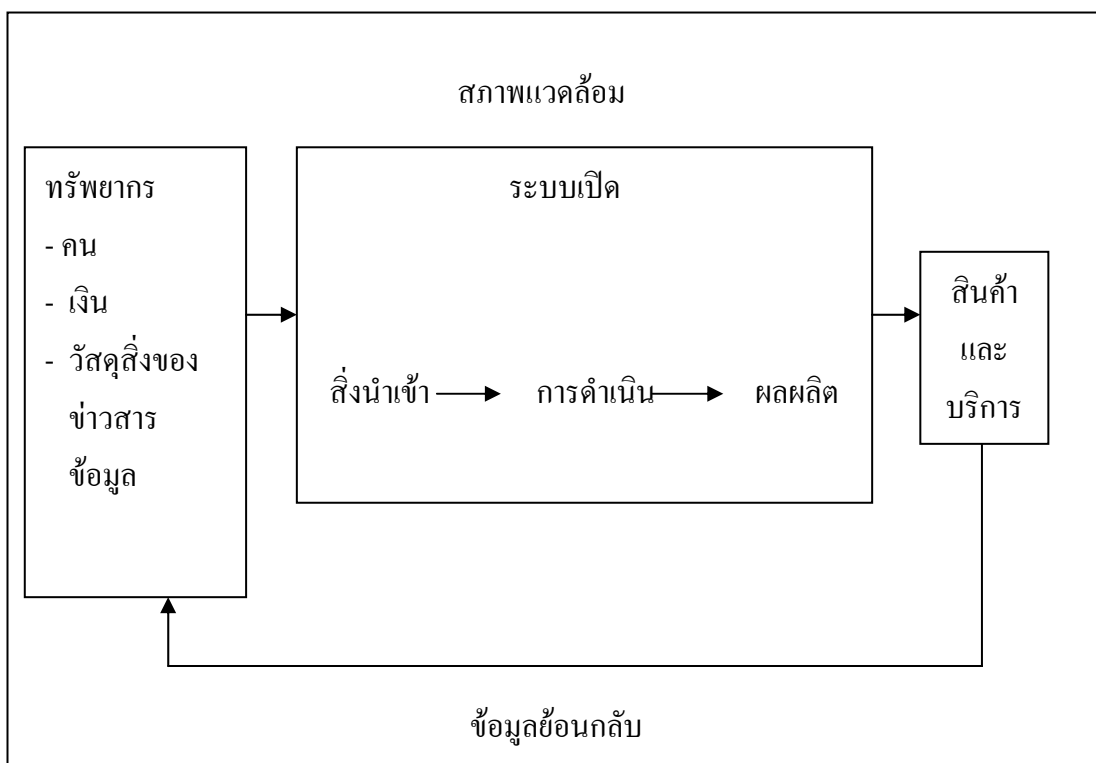 สภาพแวดล้อม
ทรัพยากร
- คน
- เงิน
- วัสดุสิ่งของ
ข่าวสาร
ข้อมูล
ระบบเปิด
สิ่งนำเข้า การดำเนิน ผลผลิต
สินค้า
และ
บริการ
ข้อมูลย้อนกลับ